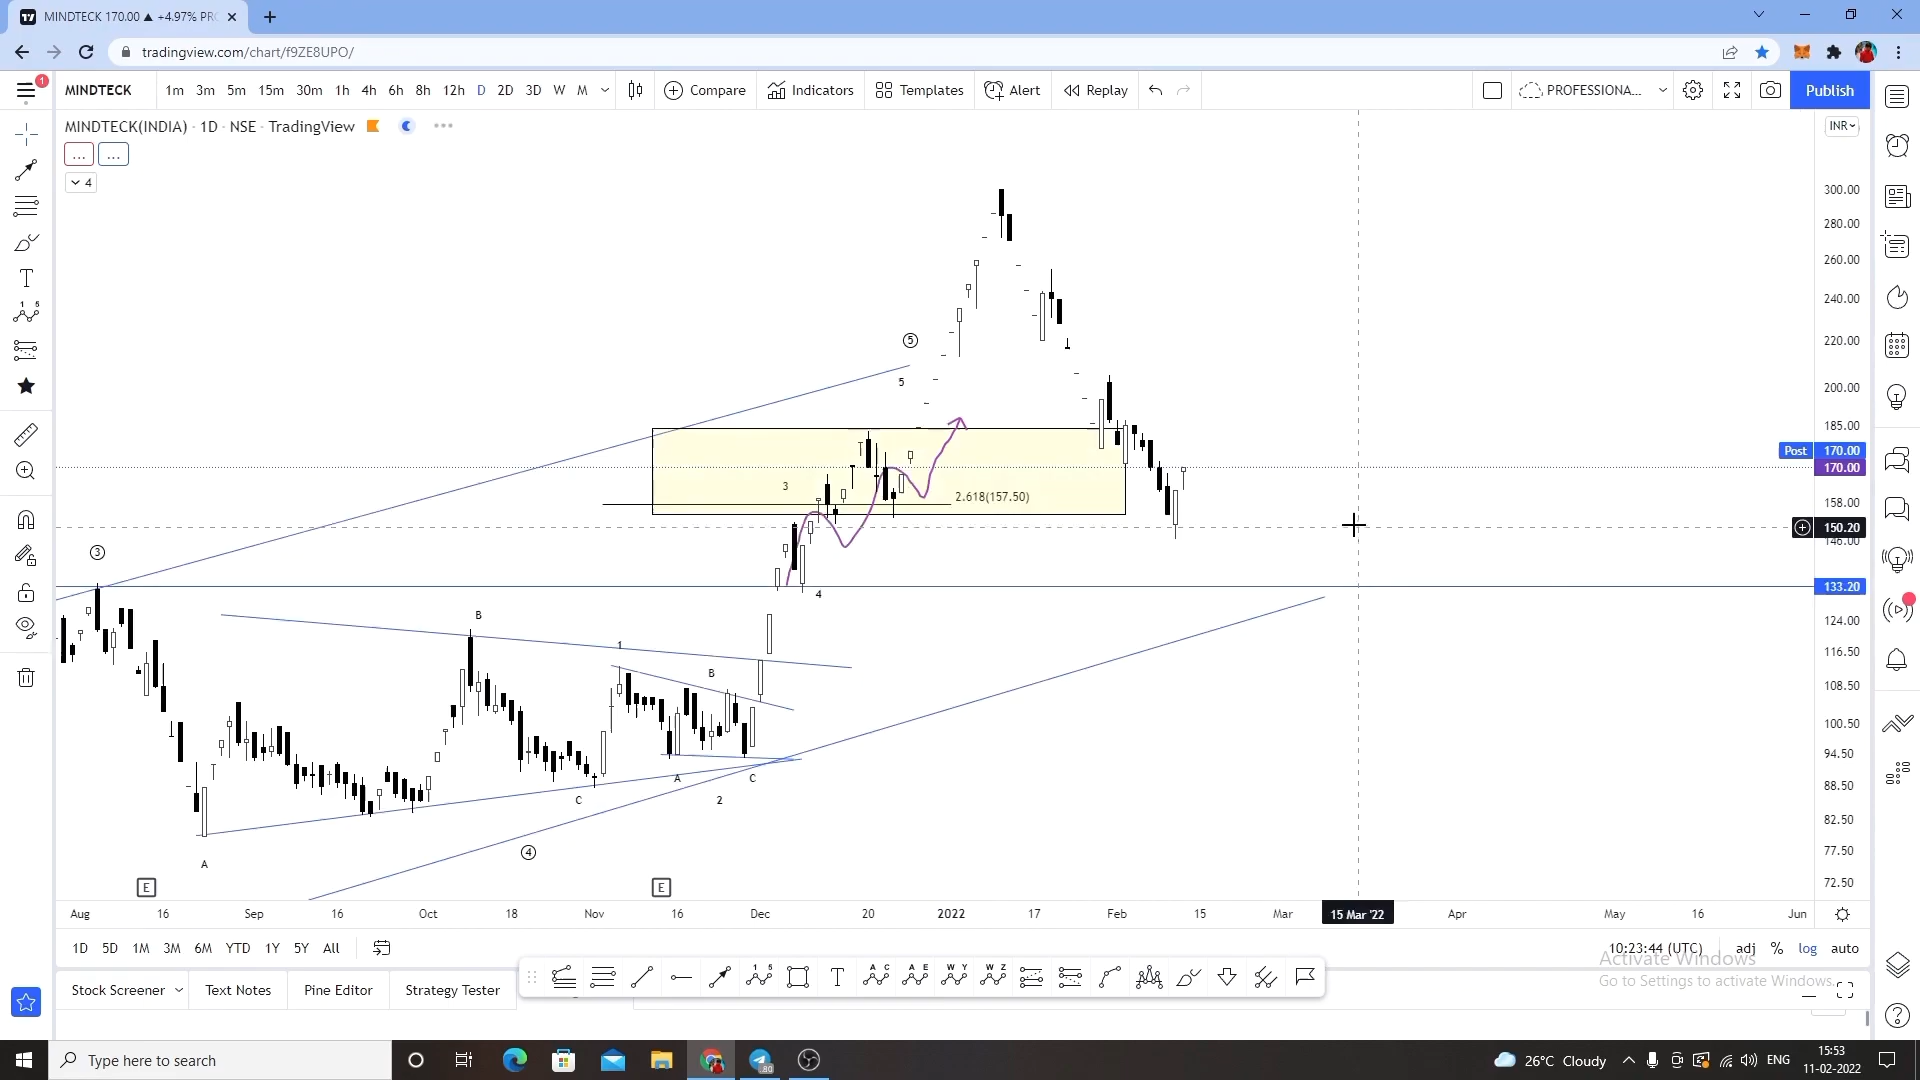 MINDTECK 170.00 ▲ +4.97% PR
tradingview.com/chart/f9ZE8UPO/
1
MINDTECK 1m 3m 5m 15m 30m 1h 4h 6h 8h 12h D 2D 3D W M Compare Indicators Templates Alert Replay PROFESSIONA... Publish
MINDTECK(INDIA) · 1D · NSE · TradingView
INR
...
...
4
300.00
280.00
260.00
240.00
220.00
200.00
185.00
Post 170.00
170.00
158.00
150.20
146.00
133.20
124.00
116.50
108.50
100.50
94.50
88.50
82.50
77.50
72.50
5
5
3
2.618(157.50)
3
4
B
1
B
A
C
C
2
4
A
E
E
Aug 16 Sep 16 Oct 18 Nov 16 Dec 20 2022 17 Feb 15 Mar 15 Mar '22 Apr May 16 Jun
1D 5D 1M 3M 6M YTD 1Y 5Y All
10:23:44 (UTC) adj % log auto
Activate Windows
Go to Settings to activate Windows.
Stock Screener Text Notes Pine Editor Strategy Tester
Type here to search
80
26°C Cloudy
ENG
15:53
11-02-2022